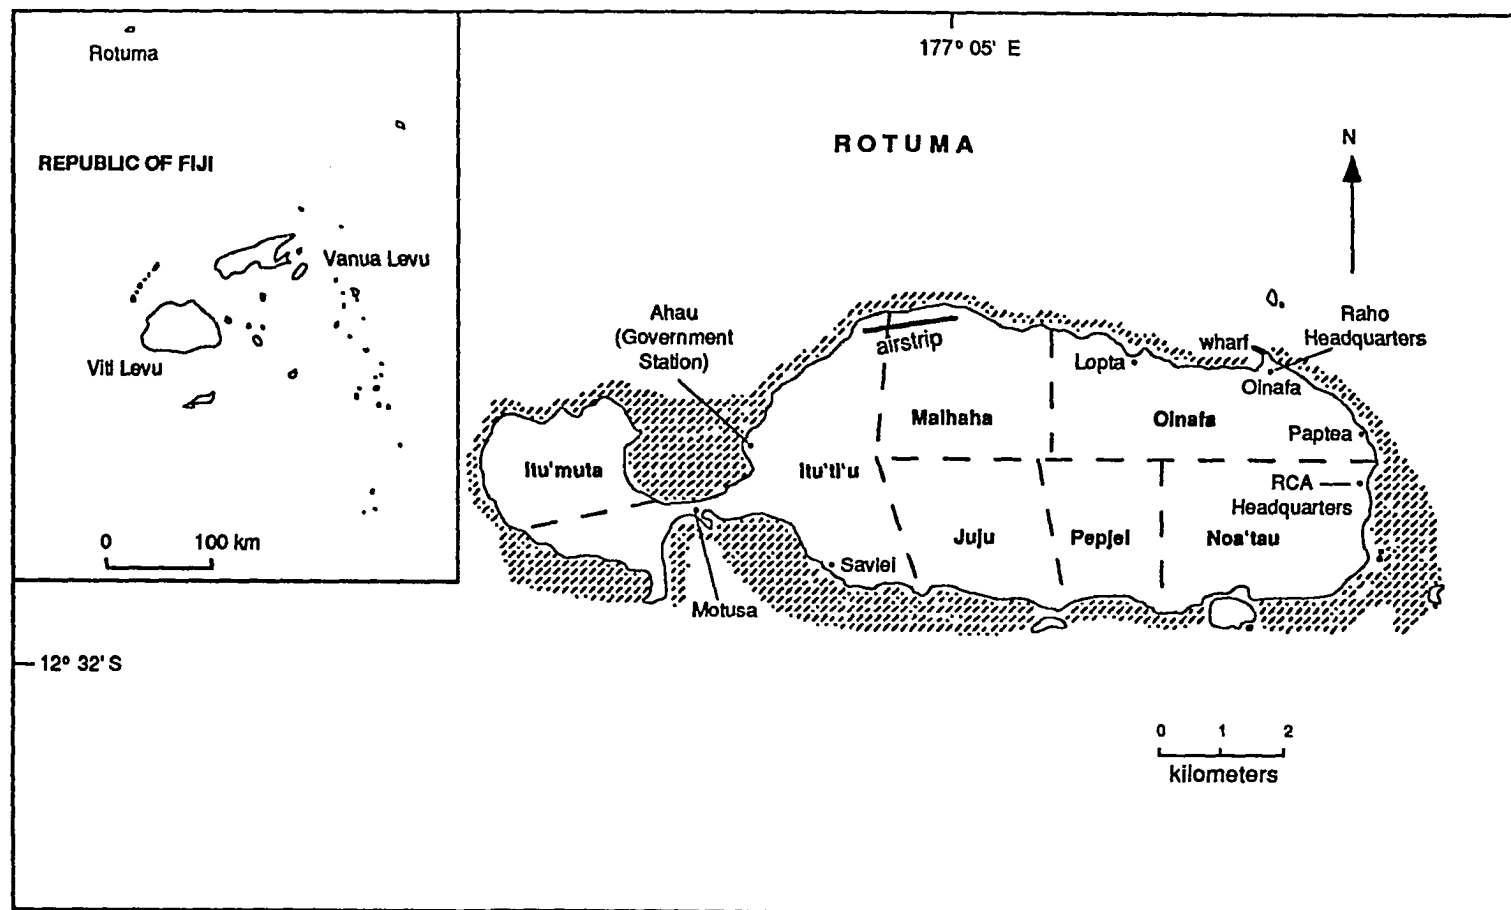 Rotuma
REPUBLIC OF FIJI
Vanua Levu
Viti Levu
0 100 km
177° 05' E
ROTUMA
N
Ahau
(Government
Station)
airstrip
Lopta
wharf
Raho
Headquarters
Oinafa
Malhaha
Oinafa
Paptea
Itu'muta
Itu'ti'u
RCA
Headquarters
Juju
Pepjei
Noa'tau
Savlei
Motusa
12° 32' S
0 1 2
kilometers